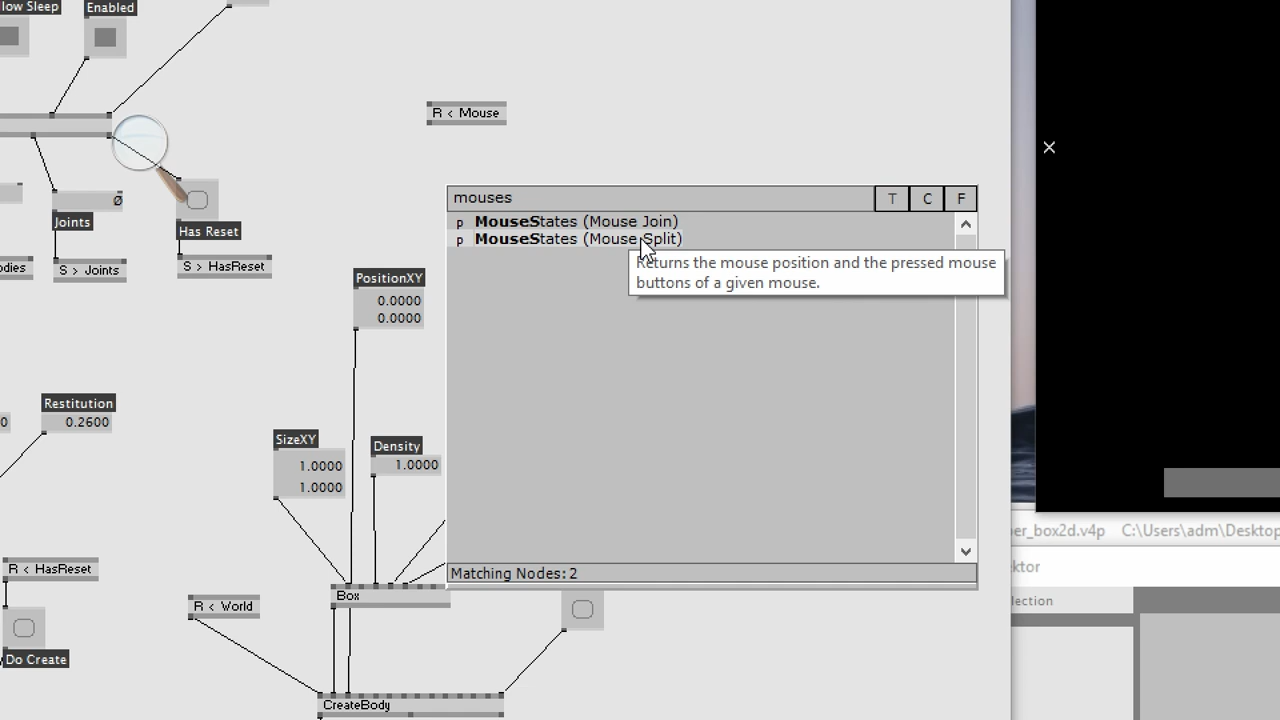 low Sleep
Enabled
R < Mouse
mouses
T C F
MouseStates (Mouse Join)
p
MouseStates (Mouse Split)
p
Returns the mouse position and the pressed mouse
buttons of a given mouse.
Ø
Joints
Has Reset
odies
S > Joints
S > HasReset
PositionXY
0.0000
0.0000
Restitution
0
0.2600
SizeXY
1.0000
1.0000
Density
1.0000
er_box2d.v4p C:\Users\adm\Desktop
ektor
lection
Matching Nodes: 2
R < HasReset
Box
R < World
Do Create
CreateBody